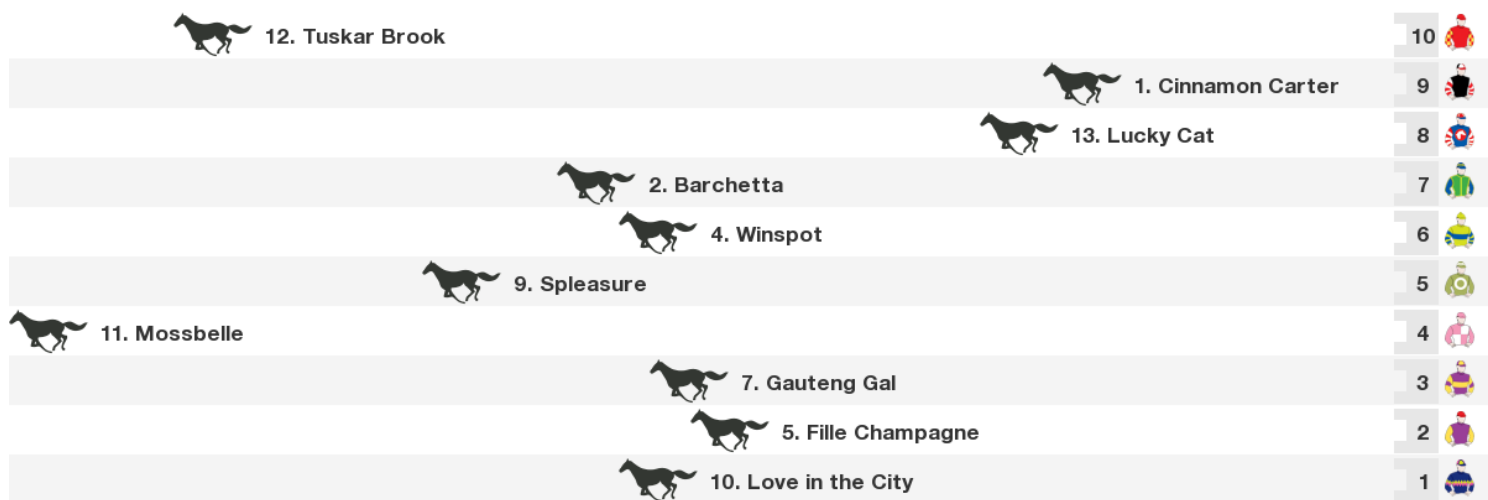 12. Tuskar Brook 10
1. Cinnamon Carter 9
13. Lucky Cat 8
2. Barchetta 7
4. Winspot 6
9. Spleasure 5
11. Mossbelle 4
7. Gauteng Gal 3
5. Fille Champagne 2
10. Love in the City 1